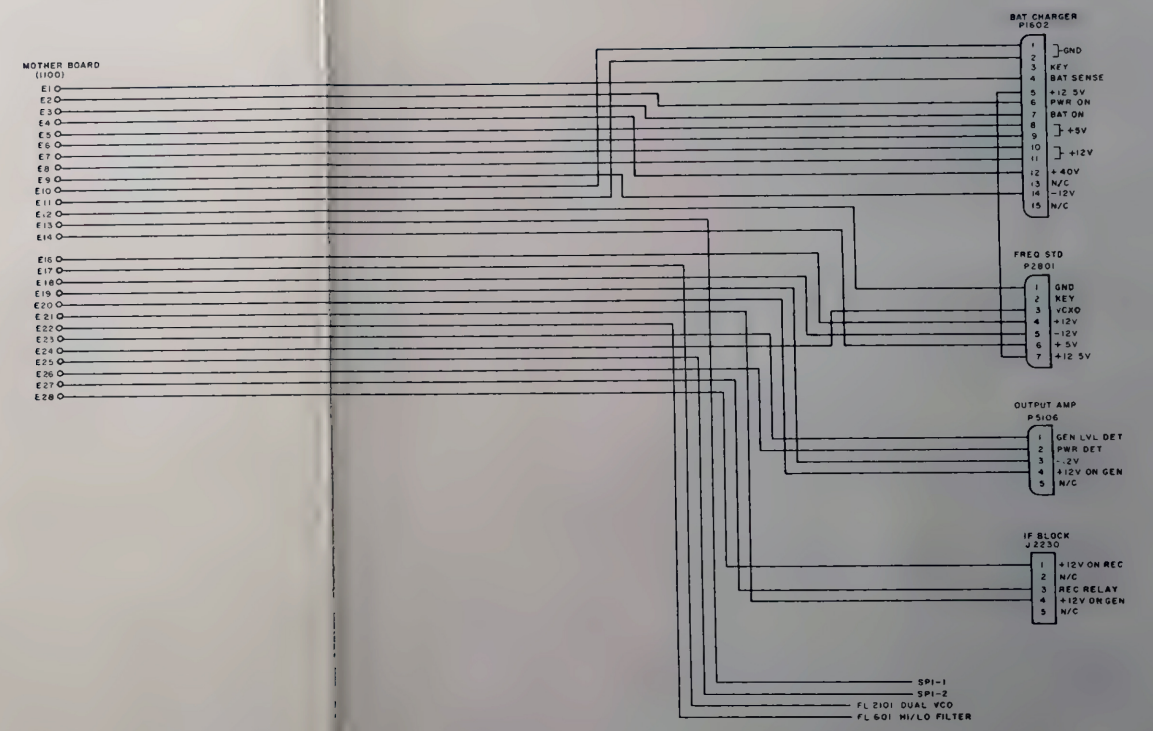 MOTHER BOARD
(1100)
E1
E2
E3
E4
E5
E6
E7
E8
E9
E10
E11
E12
E13
E14
E16
E17
E18
E19
E20
E21
E22
E23
E24
E25
E26
E27
E28
BAT CHARGER
P1602
1
2
GND
3 KEY
4 BAT SENSE
5 +12 5V
6 PWR ON
7 BAT ON
8
9
+5V
10
11
+12V
12 +40V
13 N/C
14 -12V
15 N/C
FREQ STD
P2801
1 GND
2 KEY
3 VCXO
4 +12V
5 -12V
6 +5V
7 +12 5V
OUTPUT AMP
P5106
1 GEN LVL DET
2 PWR DET
3 -.2V
4 +12V ON GEN
5 N/C
IF BLOCK
J2230
1 +12V ON REC
2 N/C
3 REC RELAY
4 +12V ON GEN
5 N/C
SP1-1
SP1-2
FL 2101 DUAL VCO
FL 601 HI/LO FILTER